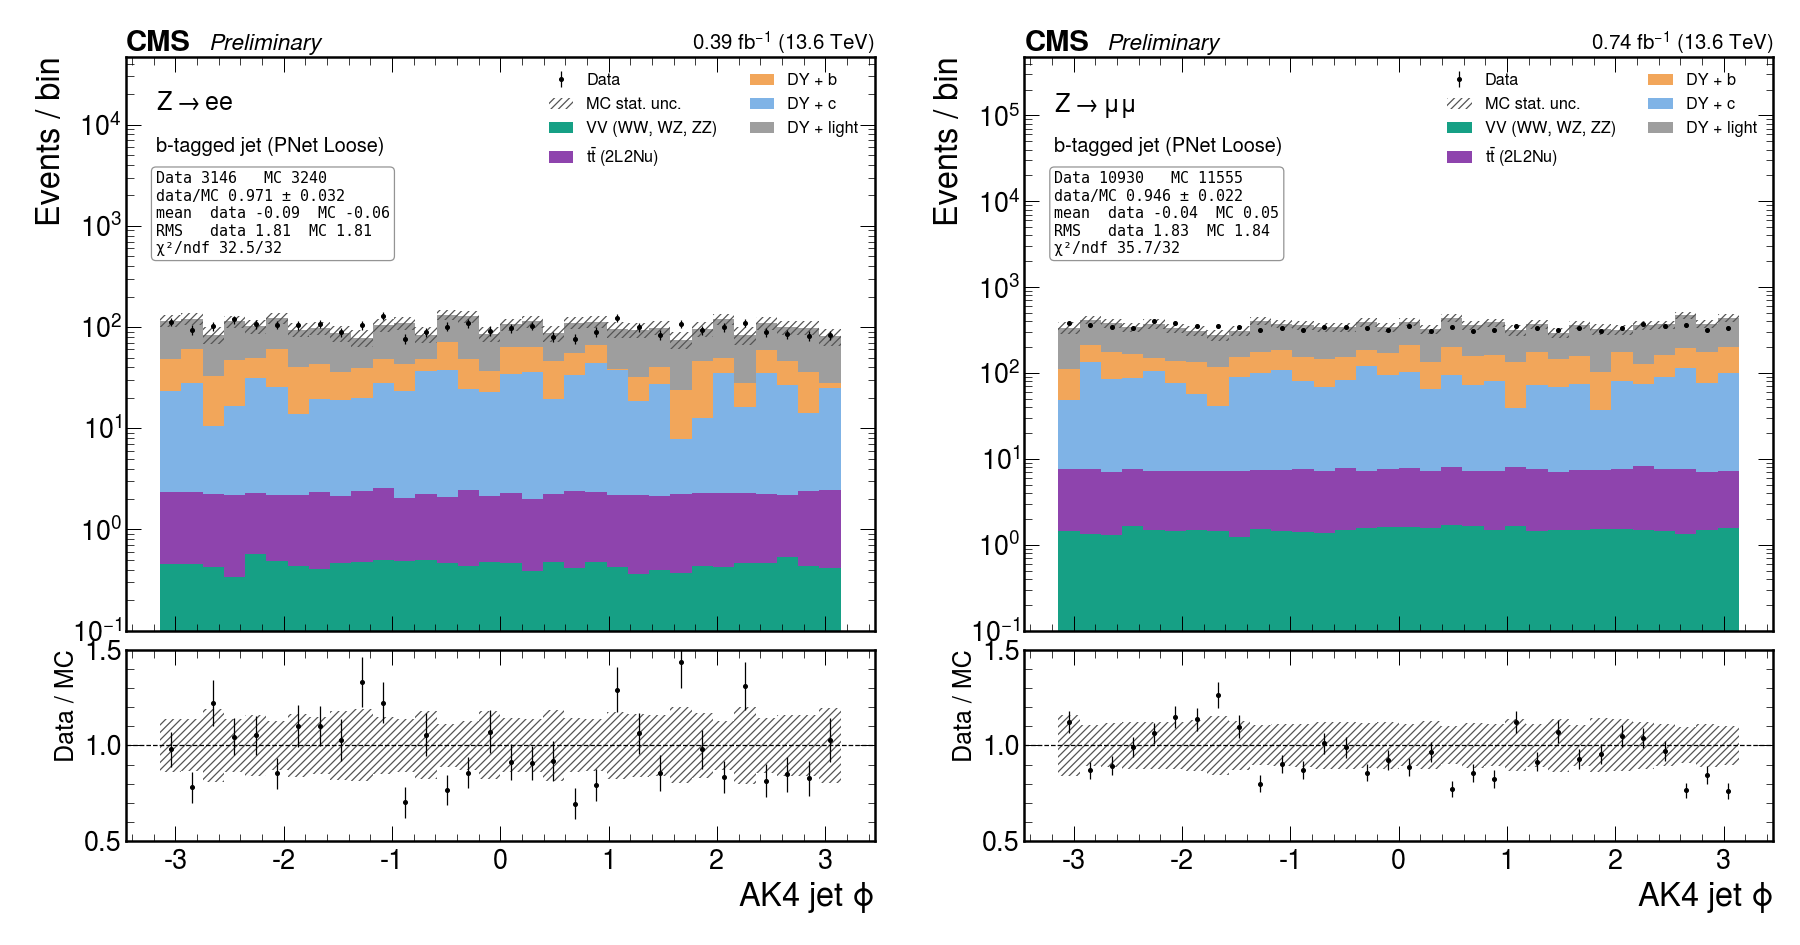 CMS Preliminary 0.39 fb⁻¹ (13.6 TeV)
Events / bin
Z → ee
b-tagged jet (PNet Loose)
Data 3146 MC 3240
data/MC 0.971 ± 0.032
mean data -0.09 MC -0.06
RMS data 1.81 MC 1.81
χ²/ndf 32.5/32
Data
MC stat. unc.
VV (WW, WZ, ZZ)
tt̄ (2L2Nu)
DY + b
DY + c
DY + light
10⁴
10³
10²
10¹
10⁰
10⁻¹
Data / MC
1.5
1.0
0.5
-3 -2 -1 0 1 2 3
AK4 jet ϕ
CMS Preliminary 0.74 fb⁻¹ (13.6 TeV)
Events / bin
Z → μμ
b-tagged jet (PNet Loose)
Data 10930 MC 11555
data/MC 0.946 ± 0.022
mean data -0.04 MC 0.05
RMS data 1.83 MC 1.84
χ²/ndf 35.7/32
Data
MC stat. unc.
VV (WW, WZ, ZZ)
tt̄ (2L2Nu)
DY + b
DY + c
DY + light
10⁵
10⁴
10³
10²
10¹
10⁰
10⁻¹
Data / MC
1.5
1.0
0.5
-3 -2 -1 0 1 2 3
AK4 jet ϕ